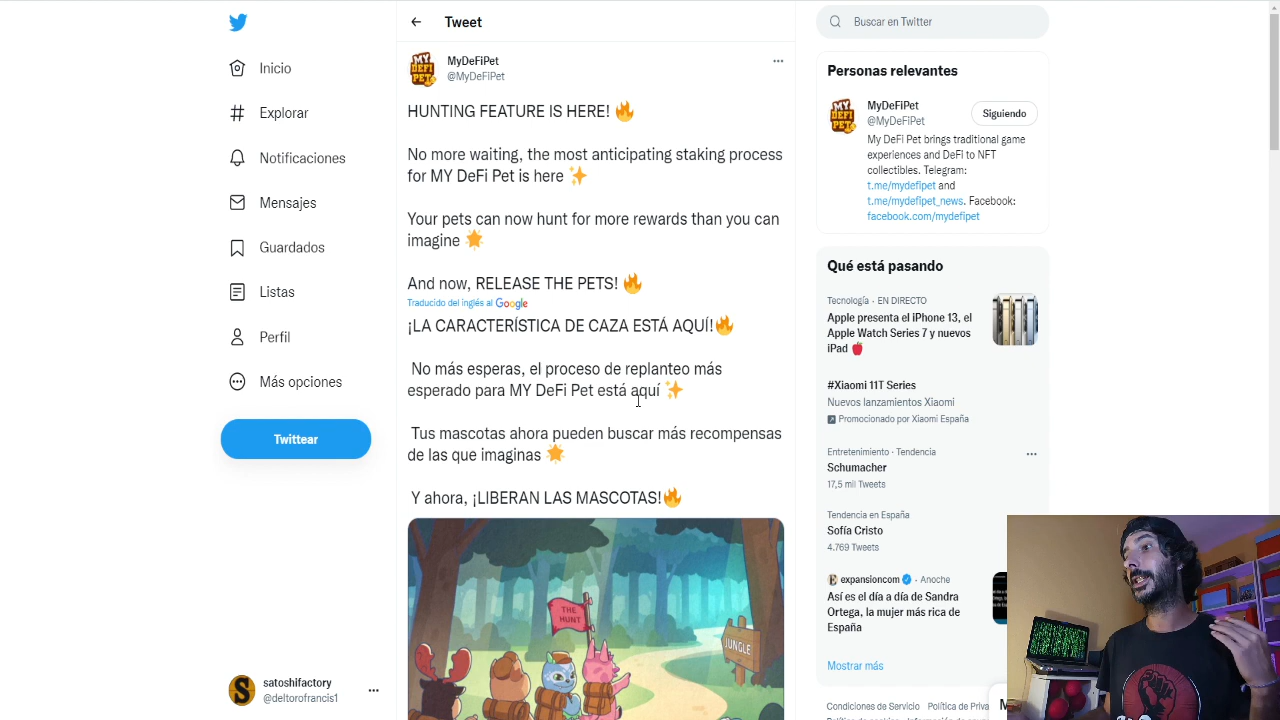 Inicio
Explorar
Notificaciones
Mensajes
Guardados
Listas
Perfil
Más opciones
Twittear
satoshifactory
@deltorofrancis1
Tweet
MY DEFI PET
MyDeFiPet
@MyDeFiPet
HUNTING FEATURE IS HERE! 🔥
No more waiting, the most anticipating staking process
for MY DeFi Pet is here ✨
Your pets can now hunt for more rewards than you can
imagine 🌟
And now, RELEASE THE PETS! 🔥
Traducido del inglés al Google
¡LA CARACTERÍSTICA DE CAZA ESTÁ AQUÍ!🔥
No más esperas, el proceso de replanteo más
esperado para MY DeFi Pet está aquí ✨
Tus mascotas ahora pueden buscar más recompensas
de las que imaginas 🌟
Y ahora, ¡LIBERAN LAS MASCOTAS!🔥
THE
HUNT
JUNGLE
Buscar en Twitter
Personas relevantes
MY DEFI PET
MyDeFiPet
@MyDeFiPet
Siguiendo
My DeFi Pet brings traditional game
experiences and DeFi to NFT
collectibles. Telegram:
t.me/mydefipet and
t.me/mydefipet_news. Facebook:
facebook.com/mydefipet
Qué está pasando
Tecnología · EN DIRECTO
Apple presenta el iPhone 13, el
Apple Watch Series 7 y nuevos
iPad 🍎
#Xiaomi 11T Series
Nuevos lanzamientos Xiaomi
Promocionado por Xiaomi España
Entretenimiento · Tendencia
Schumacher
17,5 mil Tweets
Tendencia en España
Sofía Cristo
4.769 Tweets
expansioncom · Anoche
Así es el día a día de Sandra
Ortega, la mujer más rica de
España
Mostrar más
Condiciones de Servicio Política de Priva